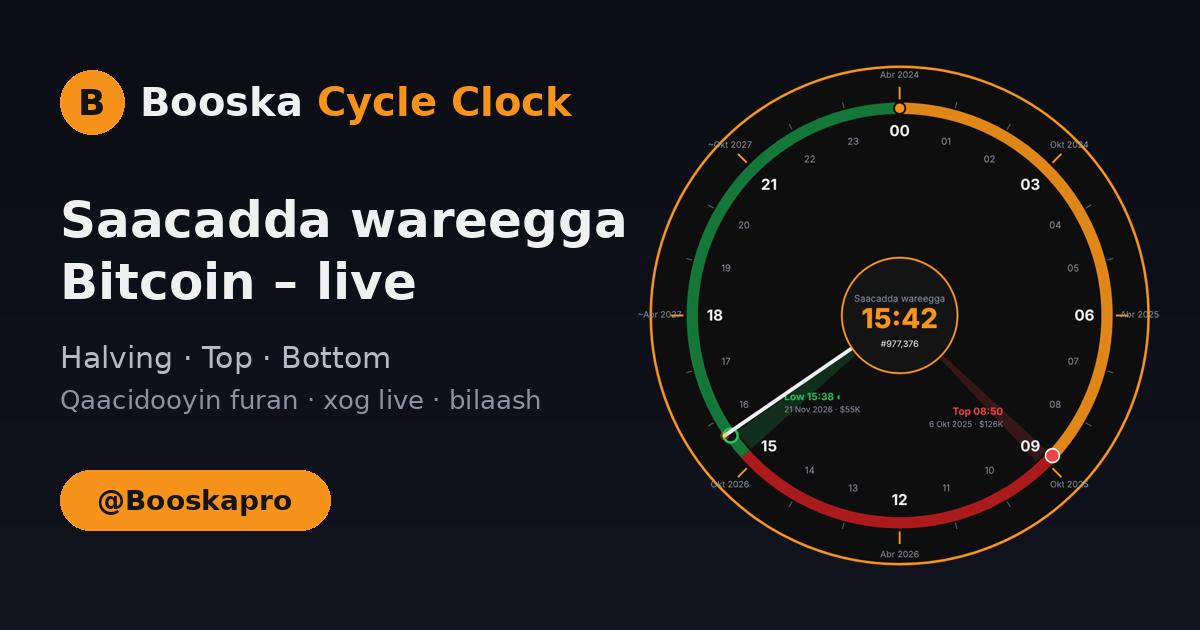 B Booska Cycle Clock
Saacadda wareegga
Bitcoin – live
Halving · Top · Bottom
Qaacidooyin furan · xog live · bilaash
@Booskapro
Abr 2024
00
01
02
Okt 2024
03
04
05
06
Abr 2025
07
08
09
Okt 2025
10
11
12
Abr 2026
13
14
15
Okt 2026
16
17
18
~Abr 2027
19
20
21
~Okt 2027
22
23
Saacadda wareegga
15:42
#977,376
Low 15:38
21 Nov 2026 · $55K
Top 08:50
6 Okt 2025 · $126K